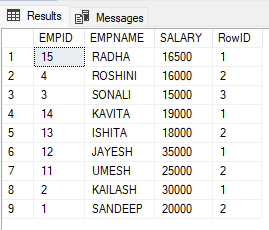 Results Messages
EMPID EMPNAME SALARY RowID
1 15 RADHA 16500 1
2 4 ROSHINI 16000 2
3 3 SONALI 15000 3
4 14 KAVITA 19000 1
5 13 ISHITA 18000 2
6 12 JAYESH 35000 1
7 11 UMESH 25000 2
8 2 KAILASH 30000 1
9 1 SANDEEP 20000 2